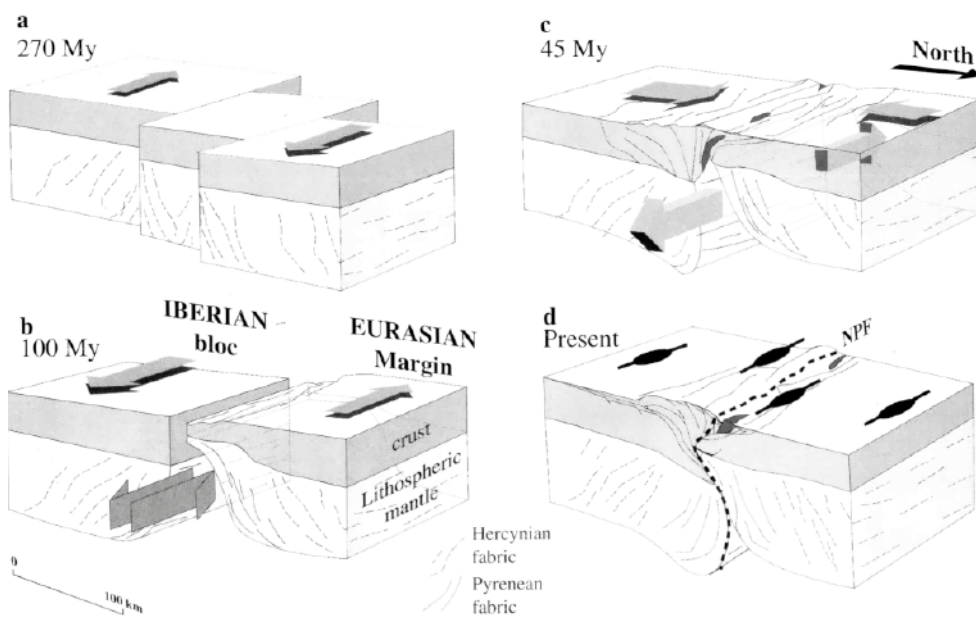 a
270 My
c
45 My
North
b
100 My
IBERIAN
bloc
EURASIAN
Margin
crust
Lithospheric
mantle
d
Present
NPF
Hercynian
fabric
Pyrenean
fabric
0
100 km